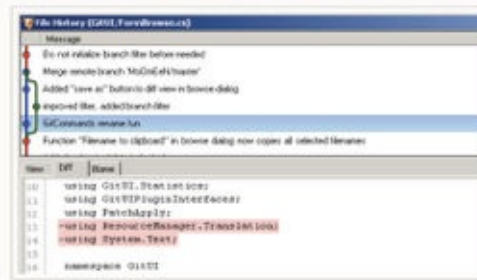 File History (GitUI/FormBrowse.cs)
Message
Do not initialize branch filter before needed
Merge remote branch
Added "save as" button to diff view in browse dialog
improved filter, added branch filter
GitCommands rename fun
Function "Filename to clipboard" in browse dialog now copies all selected filenames
View Diff Blame
10 using GitUI.Statistics;
11 using GitUIPluginInterfaces;
12 using PatchApply;
13 -using ResourceManager.Translation;
14 -using System.Text;
15
16 namespace GitUI